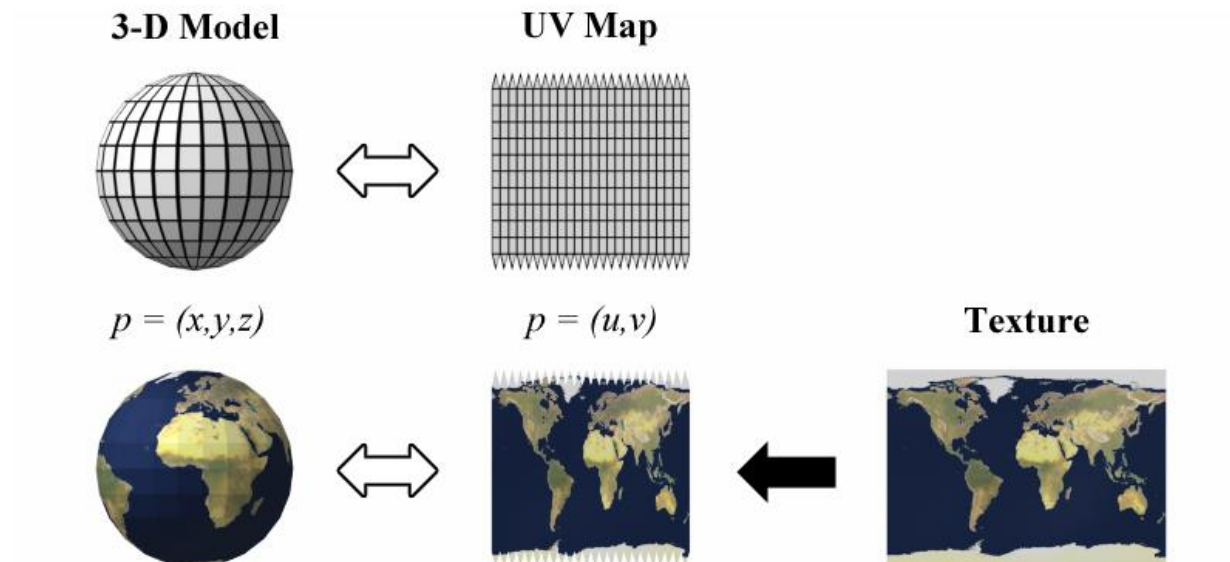 3-D Model
UV Map
p = (x,y,z)
p = (u,v)
Texture